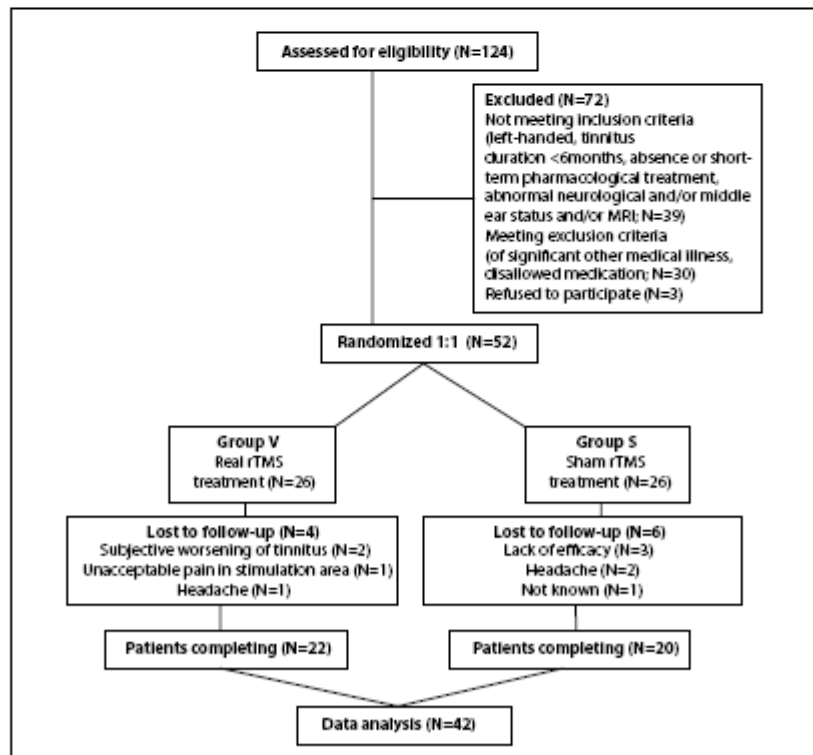 Assessed for eligibility (N=124)
Excluded (N=72)
Not meeting inclusion criteria
(left-handed, tinnitus
duration <6months, absence or short-
term pharmacological treatment,
abnormal neurological and/or middle
ear status and/or MRI; N=39)
Meeting exclusion criteria
(of significant other medical illness,
disallowed medication; N=30)
Refused to participate (N=3)
Randomized 1:1 (N=52)
Group V
Real rTMS
treatment (N=26)
Group S
Sham rTMS
treatment (N=26)
Lost to follow-up (N=4)
Subjective worsening of tinnitus (N=2)
Unacceptable pain in stimulation area (N=1)
Headache (N=1)
Lost to follow-up (N=6)
Lack of efficacy (N=3)
Headache (N=2)
Not known (N=1)
Patients completing (N=22)
Patients completing (N=20)
Data analysis (N=42)